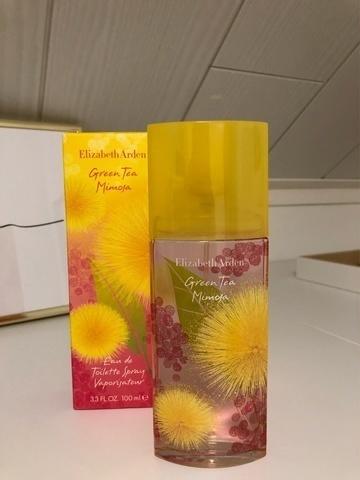 Elizabeth Arden
Green Tea
Mimosa
Eau de
Toilette Spray
Vaporisateur
3.3 FL. OZ. 100 ml ℮
Elizabeth Arden
Green Tea
Mimosa